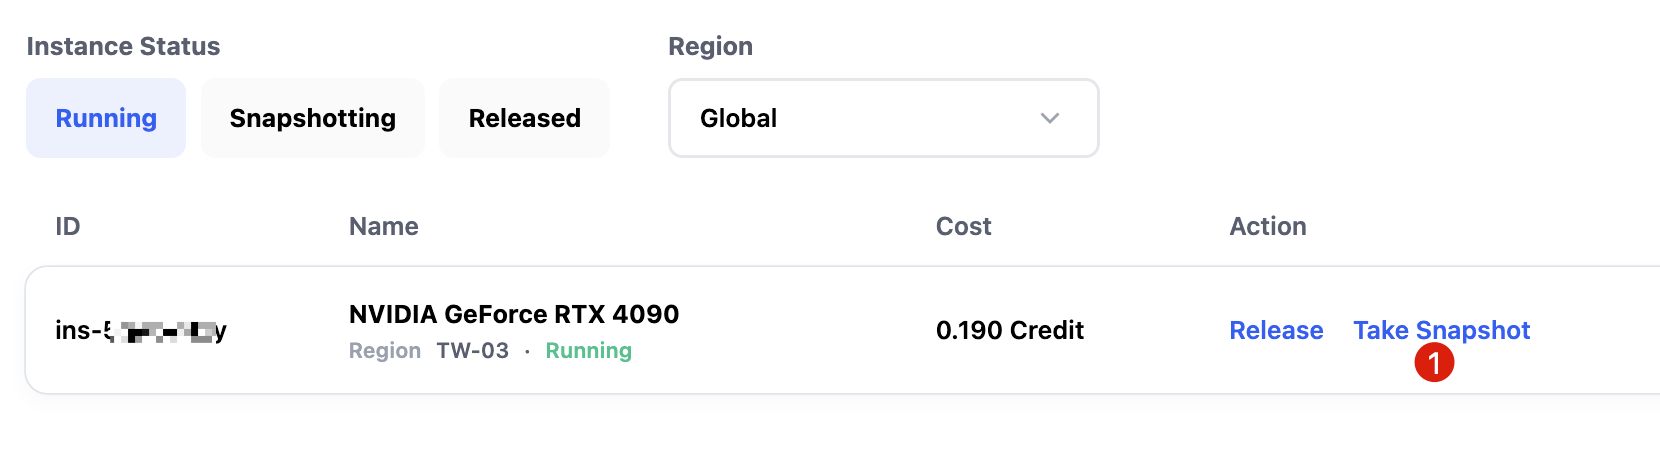 Instance Status
Region
Running
Snapshotting
Released
Global
ID
Name
Cost
Action
NVIDIA GeForce RTX 4090
ins-
0.190 Credit
Release
Take Snapshot
Region TW-03 · Running
1